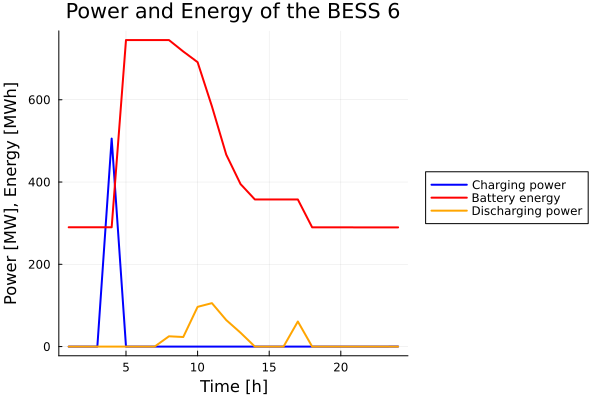 Power and Energy of the BESS 6
Power [MW], Energy [MWh]
600
400
200
0
5
10
15
20
Time [h]
Charging power
Battery energy
Discharging power